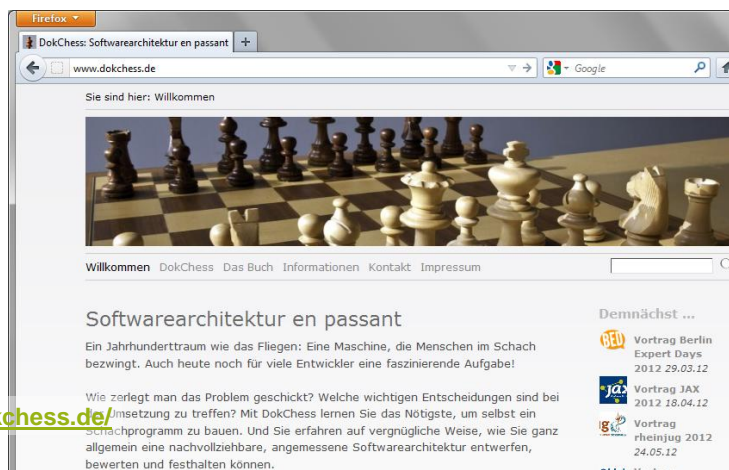 Firefox
DokChess: Softwarearchitektur en passant
www.dokchess.de
Google
Sie sind hier: Willkommen
Willkommen DokChess Das Buch Informationen Kontakt Impressum
Softwarearchitektur en passant
Ein Jahrhunderttraum wie das Fliegen: Eine Maschine, die Menschen im Schach
bezwingt. Auch heute noch für viele Entwickler eine faszinierende Aufgabe!
Wie zerlegt man das Problem geschickt? Welche wichtigen Entscheidungen sind bei
der Umsetzung zu treffen? Mit DokChess lernen Sie das Nötigste, um selbst ein
Schachprogramm zu bauen. Und Sie erfahren auf vergnügliche Weise, wie Sie ganz
allgemein eine nachvollziehbare, angemessene Softwarearchitektur entwerfen,
bewerten und festhalten können.
kchess.de/
Demnächst ...
BED
Vortrag Berlin
Expert Days
2012 29.03.12
jax
Vortrag JAX
2012 18.04.12
Vortrag
rheinjug 2012
24.05.12